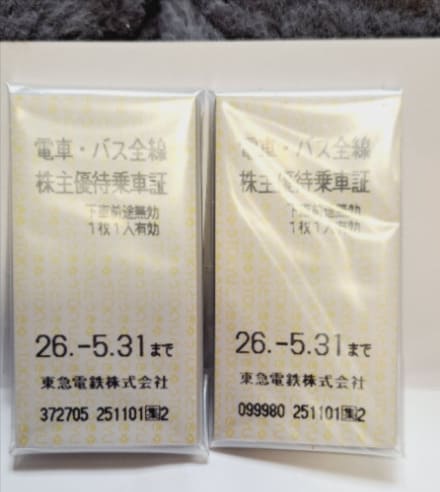 電車・バス全線
株主優待乗車証
下車前途無効
1枚1人有効
26.-5.31まで
東急電鉄株式会社
372705 251101集2
電車・バス全線
株主優待乗車証
下車前途無効
1枚1人有効
26.-5.31まで
東急電鉄株式会社
099980 251101集2